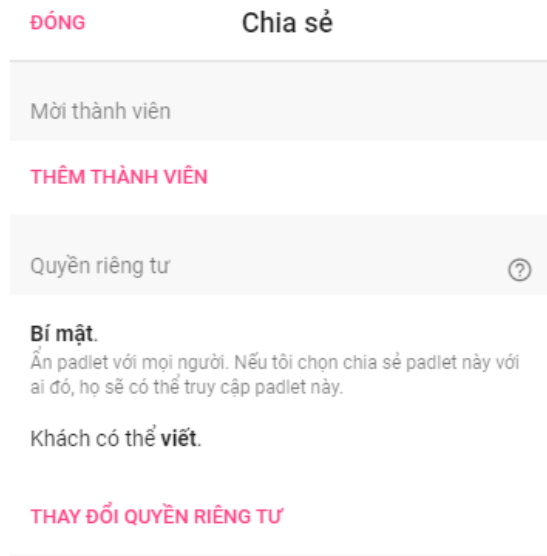 ĐÓNG Chia sẻ
Mời thành viên
THÊM THÀNH VIÊN
Quyền riêng tư
Bí mật.
Ẩn padlet với mọi người. Nếu tôi chọn chia sẻ padlet này với
ai đó, họ sẽ có thể truy cập padlet này.
Khách có thể viết.
THAY ĐỔI QUYỀN RIÊNG TƯ